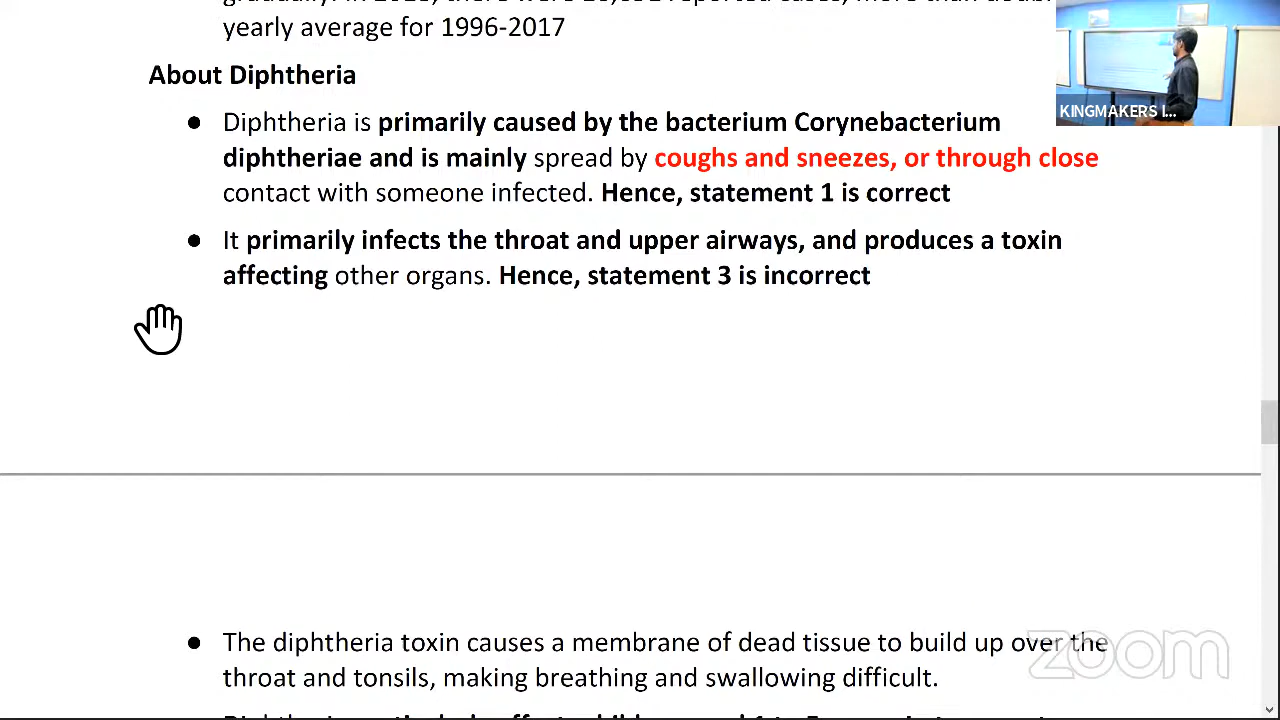 yearly average for 1996-2017
About Diphtheria
● Diphtheria is primarily caused by the bacterium Corynebacterium
diphtheriae and is mainly spread by coughs and sneezes, or through close
contact with someone infected. Hence, statement 1 is correct
● It primarily infects the throat and upper airways, and produces a toxin
affecting other organs. Hence, statement 3 is incorrect
● The diphtheria toxin causes a membrane of dead tissue to build up over the
throat and tonsils, making breathing and swallowing difficult.
KINGMAKERS I...
zoom